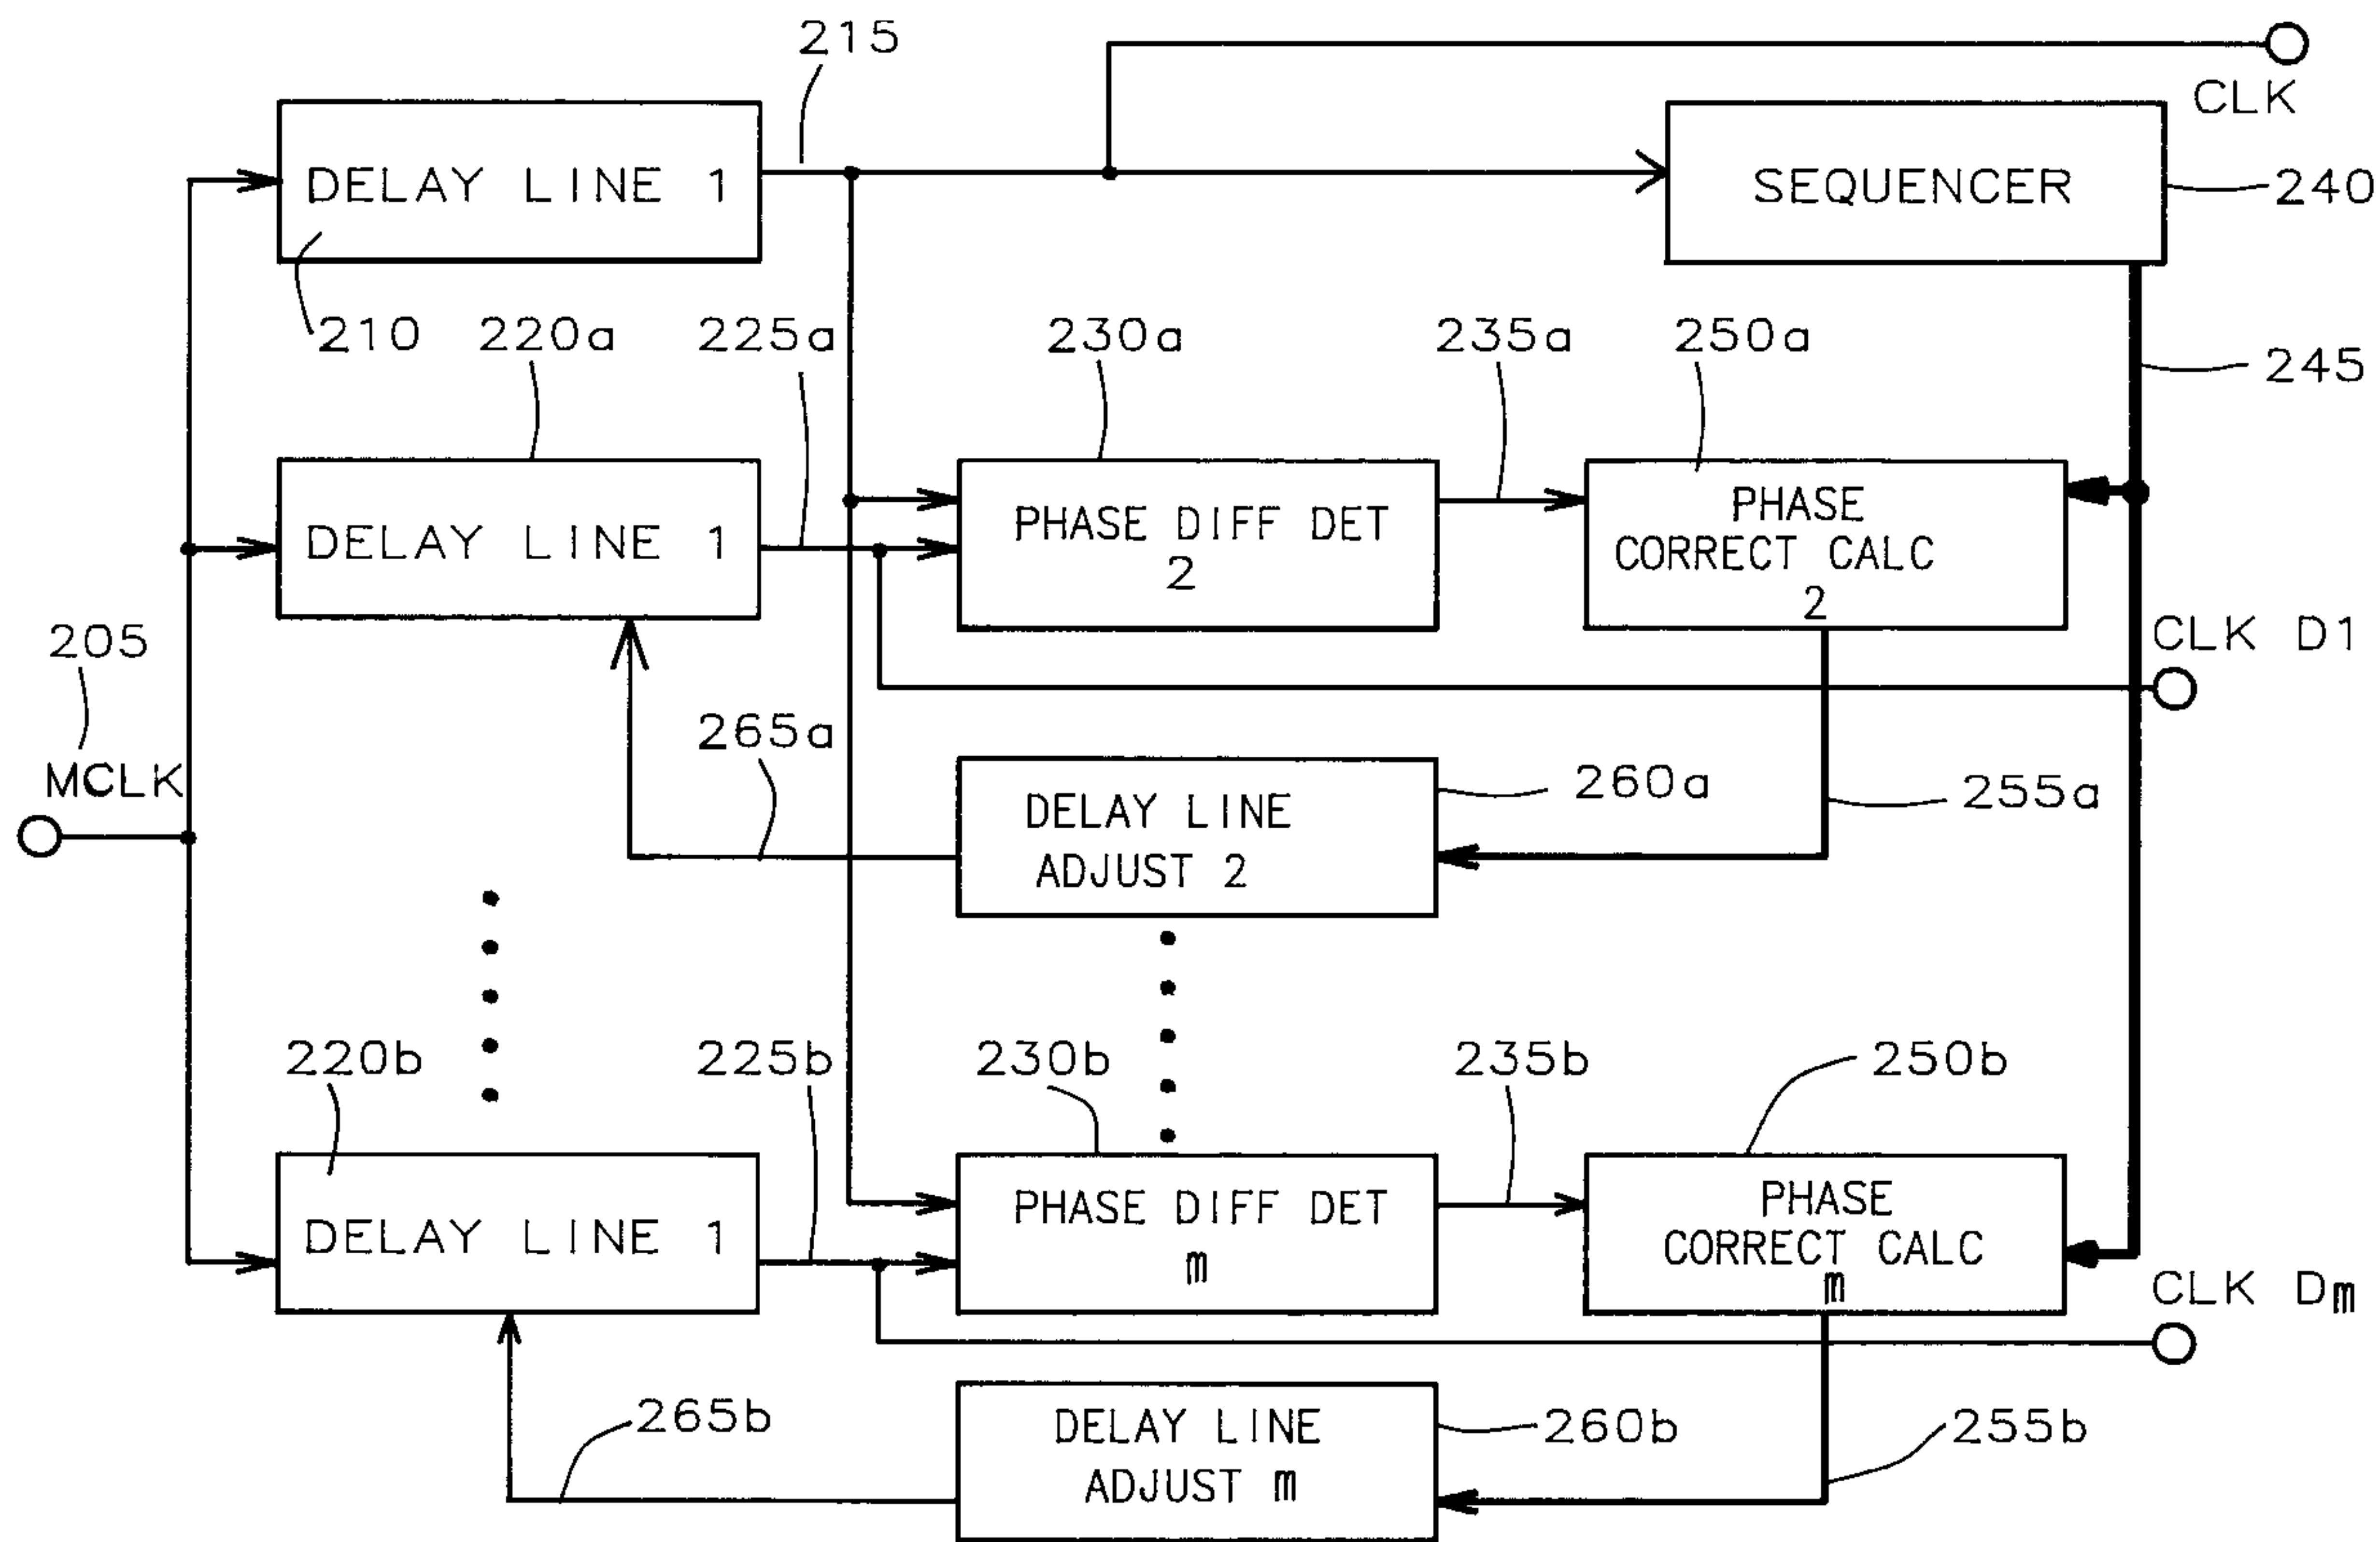 215
CLK
DELAY LINE 1
SEQUENCER
240
210
220a
225a
230a
235a
250a
245
DELAY LINE 1
PHASE DIFF DET
2
PHASE
CORRECT CALC
2
205
CLK D1
265a
MCLK
260a
255a
DELAY LINE
ADJUST 2
220b
225b
230b
235b
250b
DELAY LINE 1
PHASE DIFF DET
m
PHASE
CORRECT CALC
m
CLK Dm
265b
DELAY LINE
ADJUST m
260b
255b